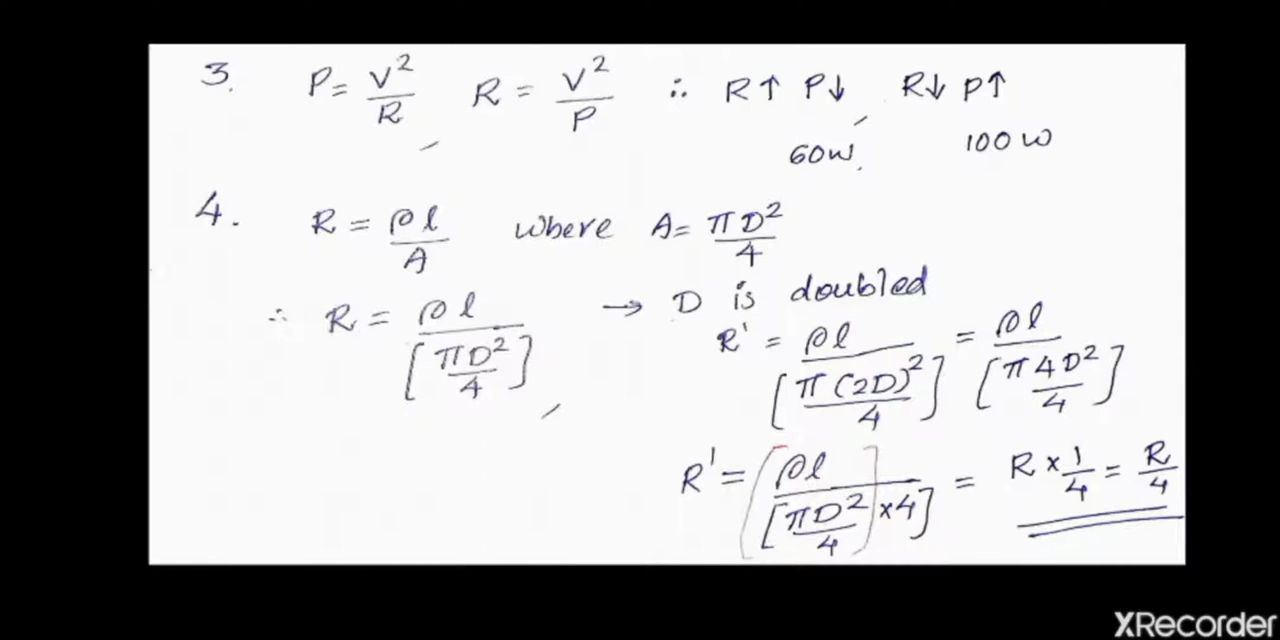 3. P = V²/R R = V²/P ∴ R↑ P↓ R↓ P↑
60W. 100W
4. R = ρl/A where A = πD²/4
∴ R = ρl/[πD²/4] → D is doubled
R' = ρl/[π(2D)²/4] = ρl/[π4D²/4]
R' = (ρl/[πD²/4) ×4] = R × 1/4 = R/4
XRecorder